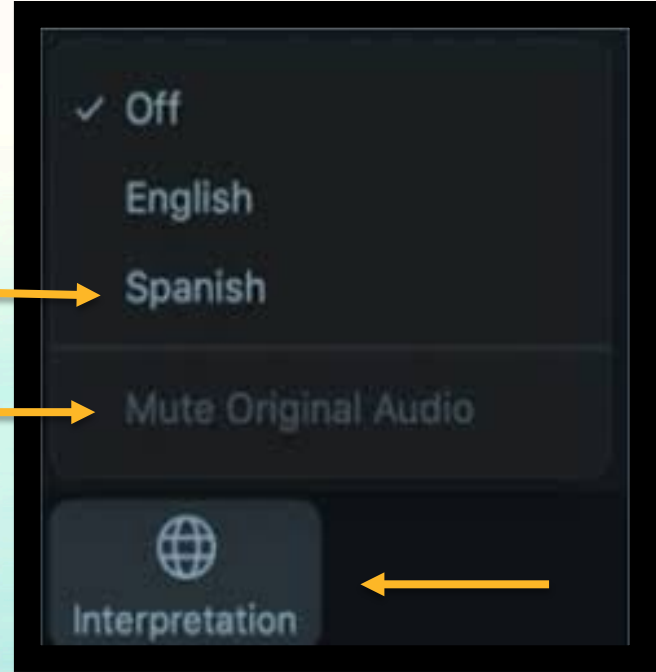 Off
English
Spanish
Mute Original Audio
Interpretation